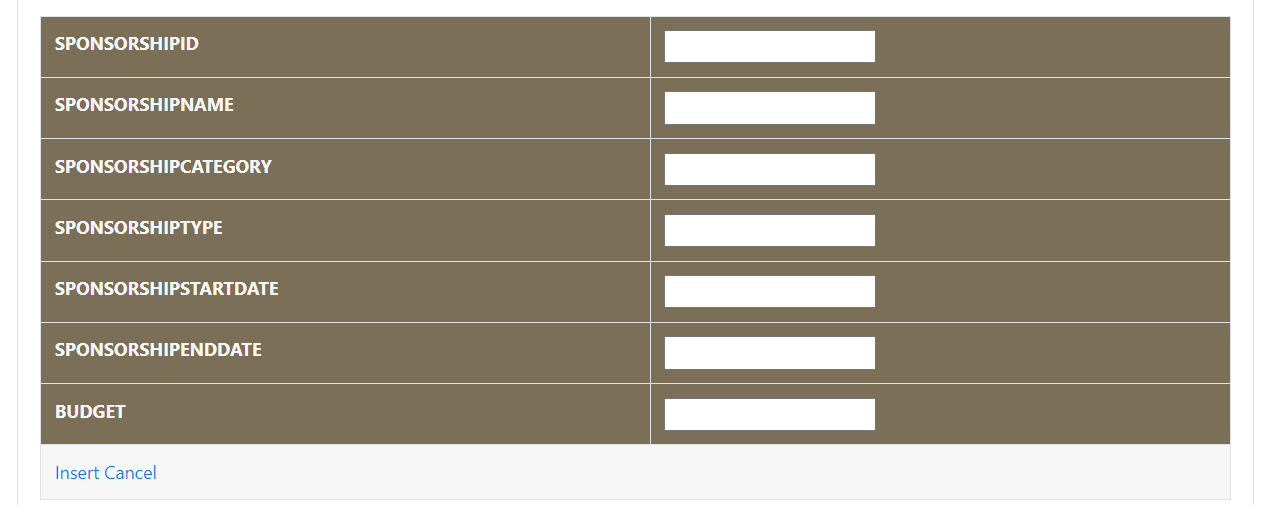 SPONSORSHIPID
SPONSORSHIPNAME
SPONSORSHIPCATEGORY
SPONSORSHIPTYPE
SPONSORSHIPSTARTDATE
SPONSORSHIPENDDATE
BUDGET
Insert Cancel